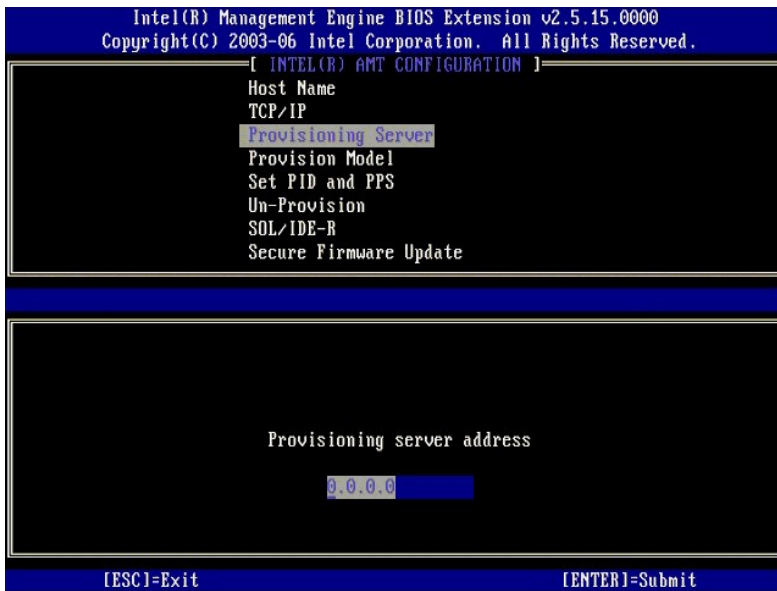 Intel(R) Management Engine BIOS Extension v2.5.15.0000
Copyright(C) 2003-06 Intel Corporation. All Rights Reserved.
[ INTEL(R) AMT CONFIGURATION ]
Host Name
TCP/IP
Provisioning Server
Provision Model
Set PID and PPS
Un-Provision
SOL/IDE-R
Secure Firmware Update
Provisioning server address
0.0.0.0
[ESC]=Exit [ENTER]=Submit